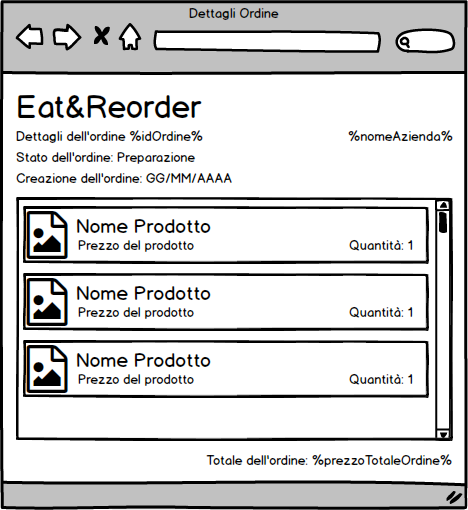 Dettagli Ordine
Eat&Reorder
Dettagli dell'ordine %idOrdine% %nomeAzienda%
Stato dell'ordine: Preparazione
Creazione dell'ordine: GG/MM/AAAA
Nome Prodotto
Prezzo del prodotto Quantità: 1
Nome Prodotto
Prezzo del prodotto Quantità: 1
Nome Prodotto
Prezzo del prodotto Quantità: 1
Totale dell'ordine: %prezzoTotaleOrdine%